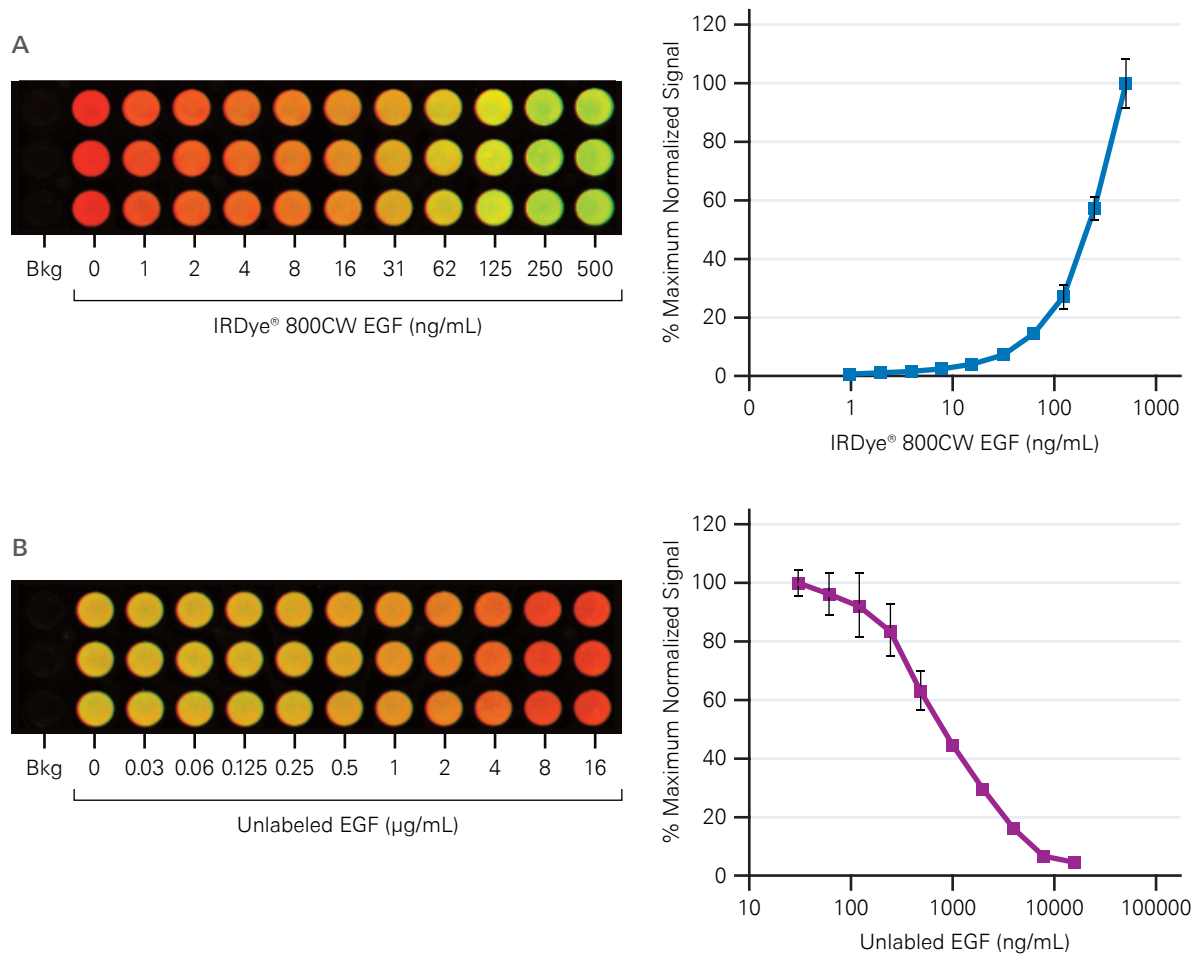 A
Bkg 0 1 2 4 8 16 31 62 125 250 500
IRDye® 800CW EGF (ng/mL)
% Maximum Normalized Signal
120
100
80
60
40
20
0
0 1 10 100 1000
IRDye® 800CW EGF (ng/mL)
B
Bkg 0 0.03 0.06 0.125 0.25 0.5 1 2 4 8 16
Unlabeled EGF (µg/mL)
% Maximum Normalized Signal
120
100
80
60
40
20
0
10 100 1000 10000 100000
Unlabled EGF (ng/mL)